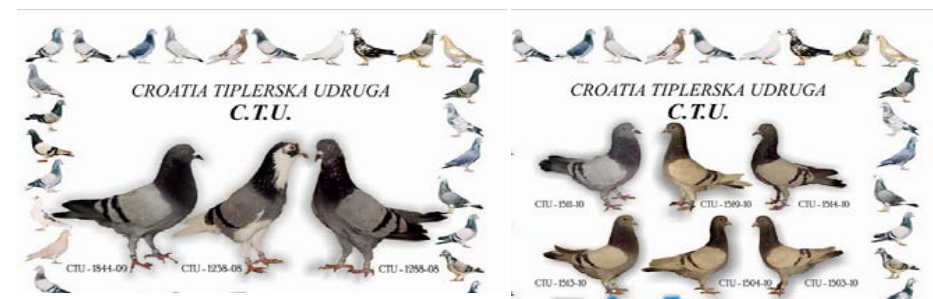 CROATIA TIPLERSKA UDRUGA
C.T.U.
CTU - 1844-09
CTU - 1238-08
CTU - 1288-08
CROATIA TIPLERSKA UDRUGA
C.T.U.
CTU - 1511-10
CTU - 1519-10
CTU - 1514-10
CTU - 1513-10
CTU - 1504-10
CTU - 1503-10